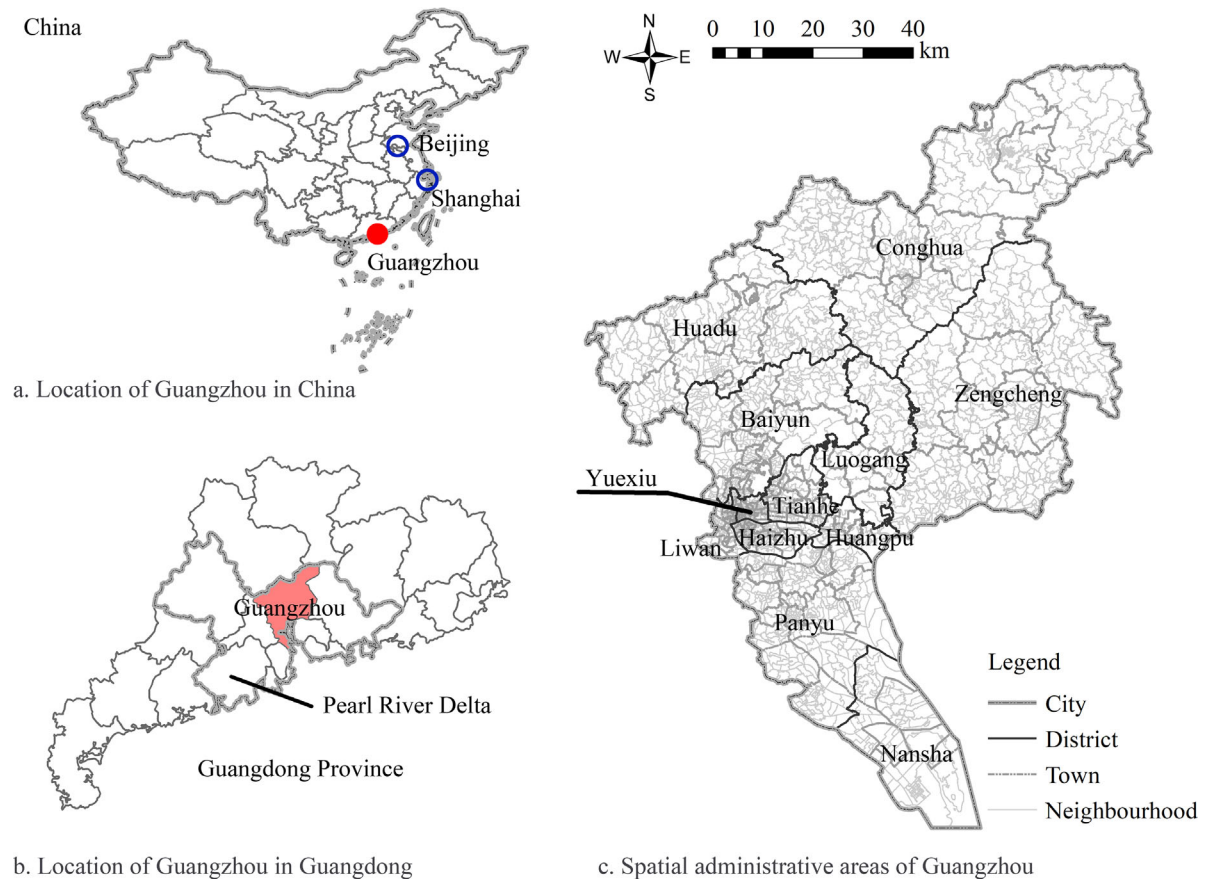 China
Beijing
Shanghai
Guangzhou
a. Location of Guangzhou in China
Guangzhou
Pearl River Delta
Guangdong Province
b. Location of Guangzhou in Guangdong
N
W E
S
0 10 20 30 40
km
Conghua
Huadu
Zengcheng
Baiyun
Luogang
Yuexiu
Tianhe
Haizhu
Huangpu
Liwan
Panyu
Nansha
Legend
City
District
Town
Neighbourhood
c. Spatial administrative areas of Guangzhou